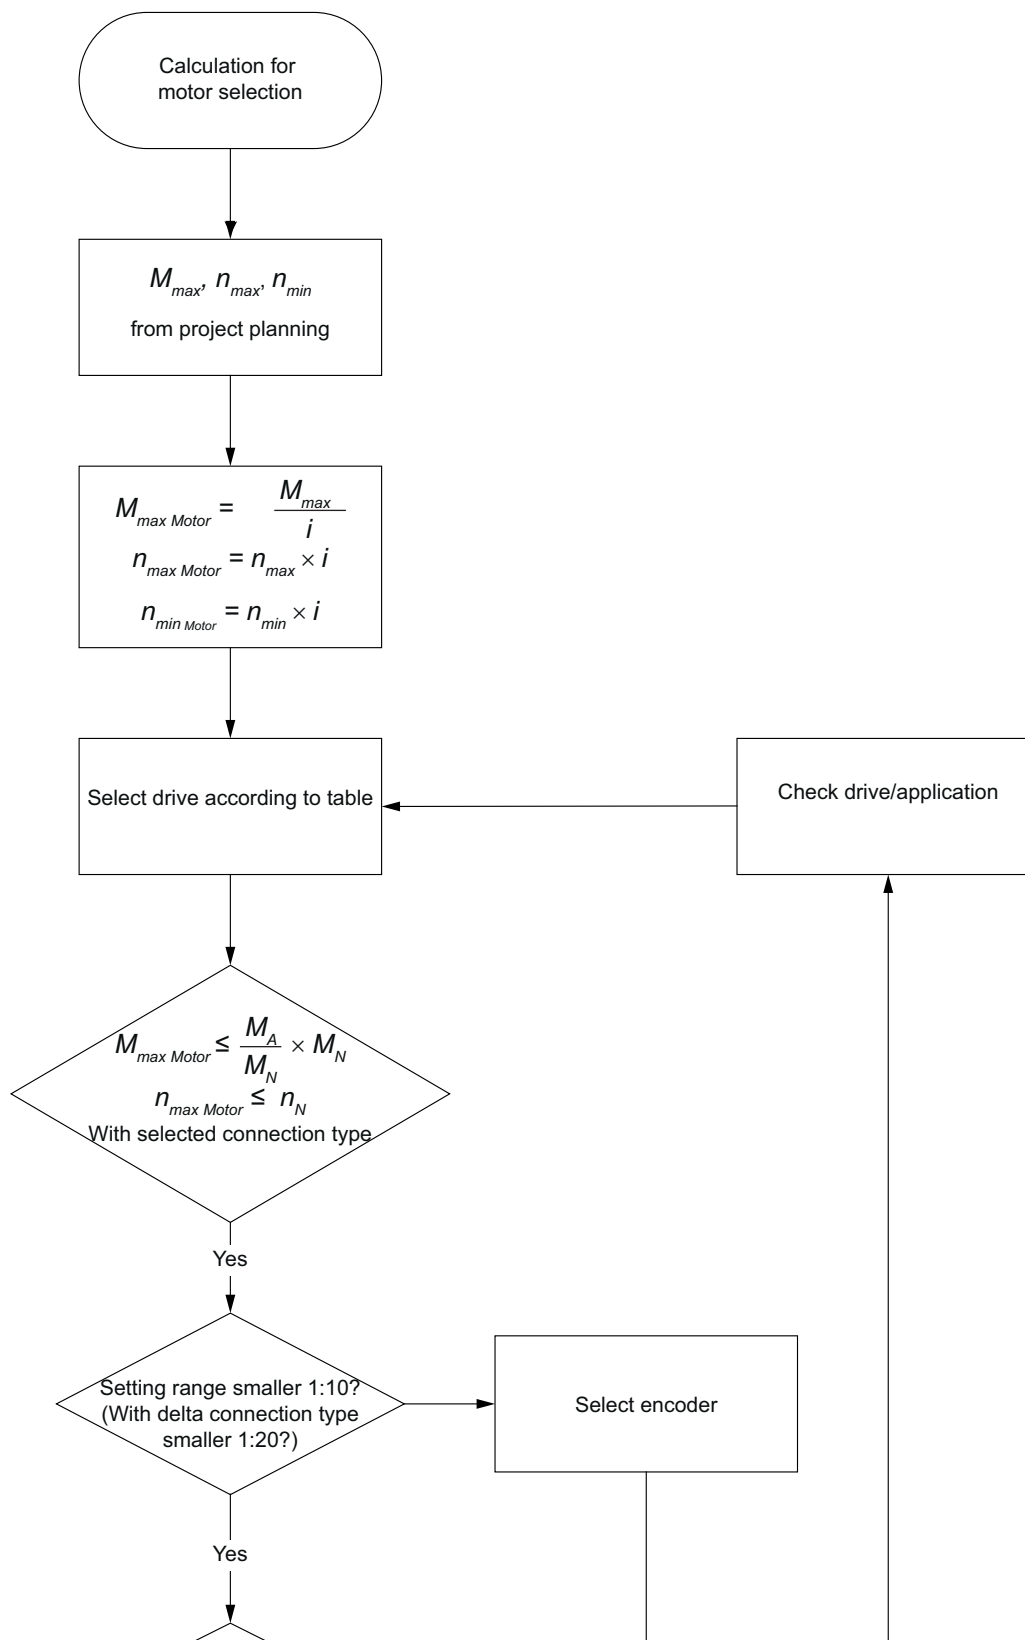 Calculation for
motor selection
M_max, n_max, n_min
from project planning
M_max Motor = M_max / i
n_max Motor = n_max × i
n_min Motor = n_min × i
Select drive according to table
Check drive/application
M_max Motor ≤ M_A / M_N × M_N
n_max Motor ≤ n_N
With selected connection type
Yes
Setting range smaller 1:10?
(With delta connection type
smaller 1:20?)
Select encoder
Yes